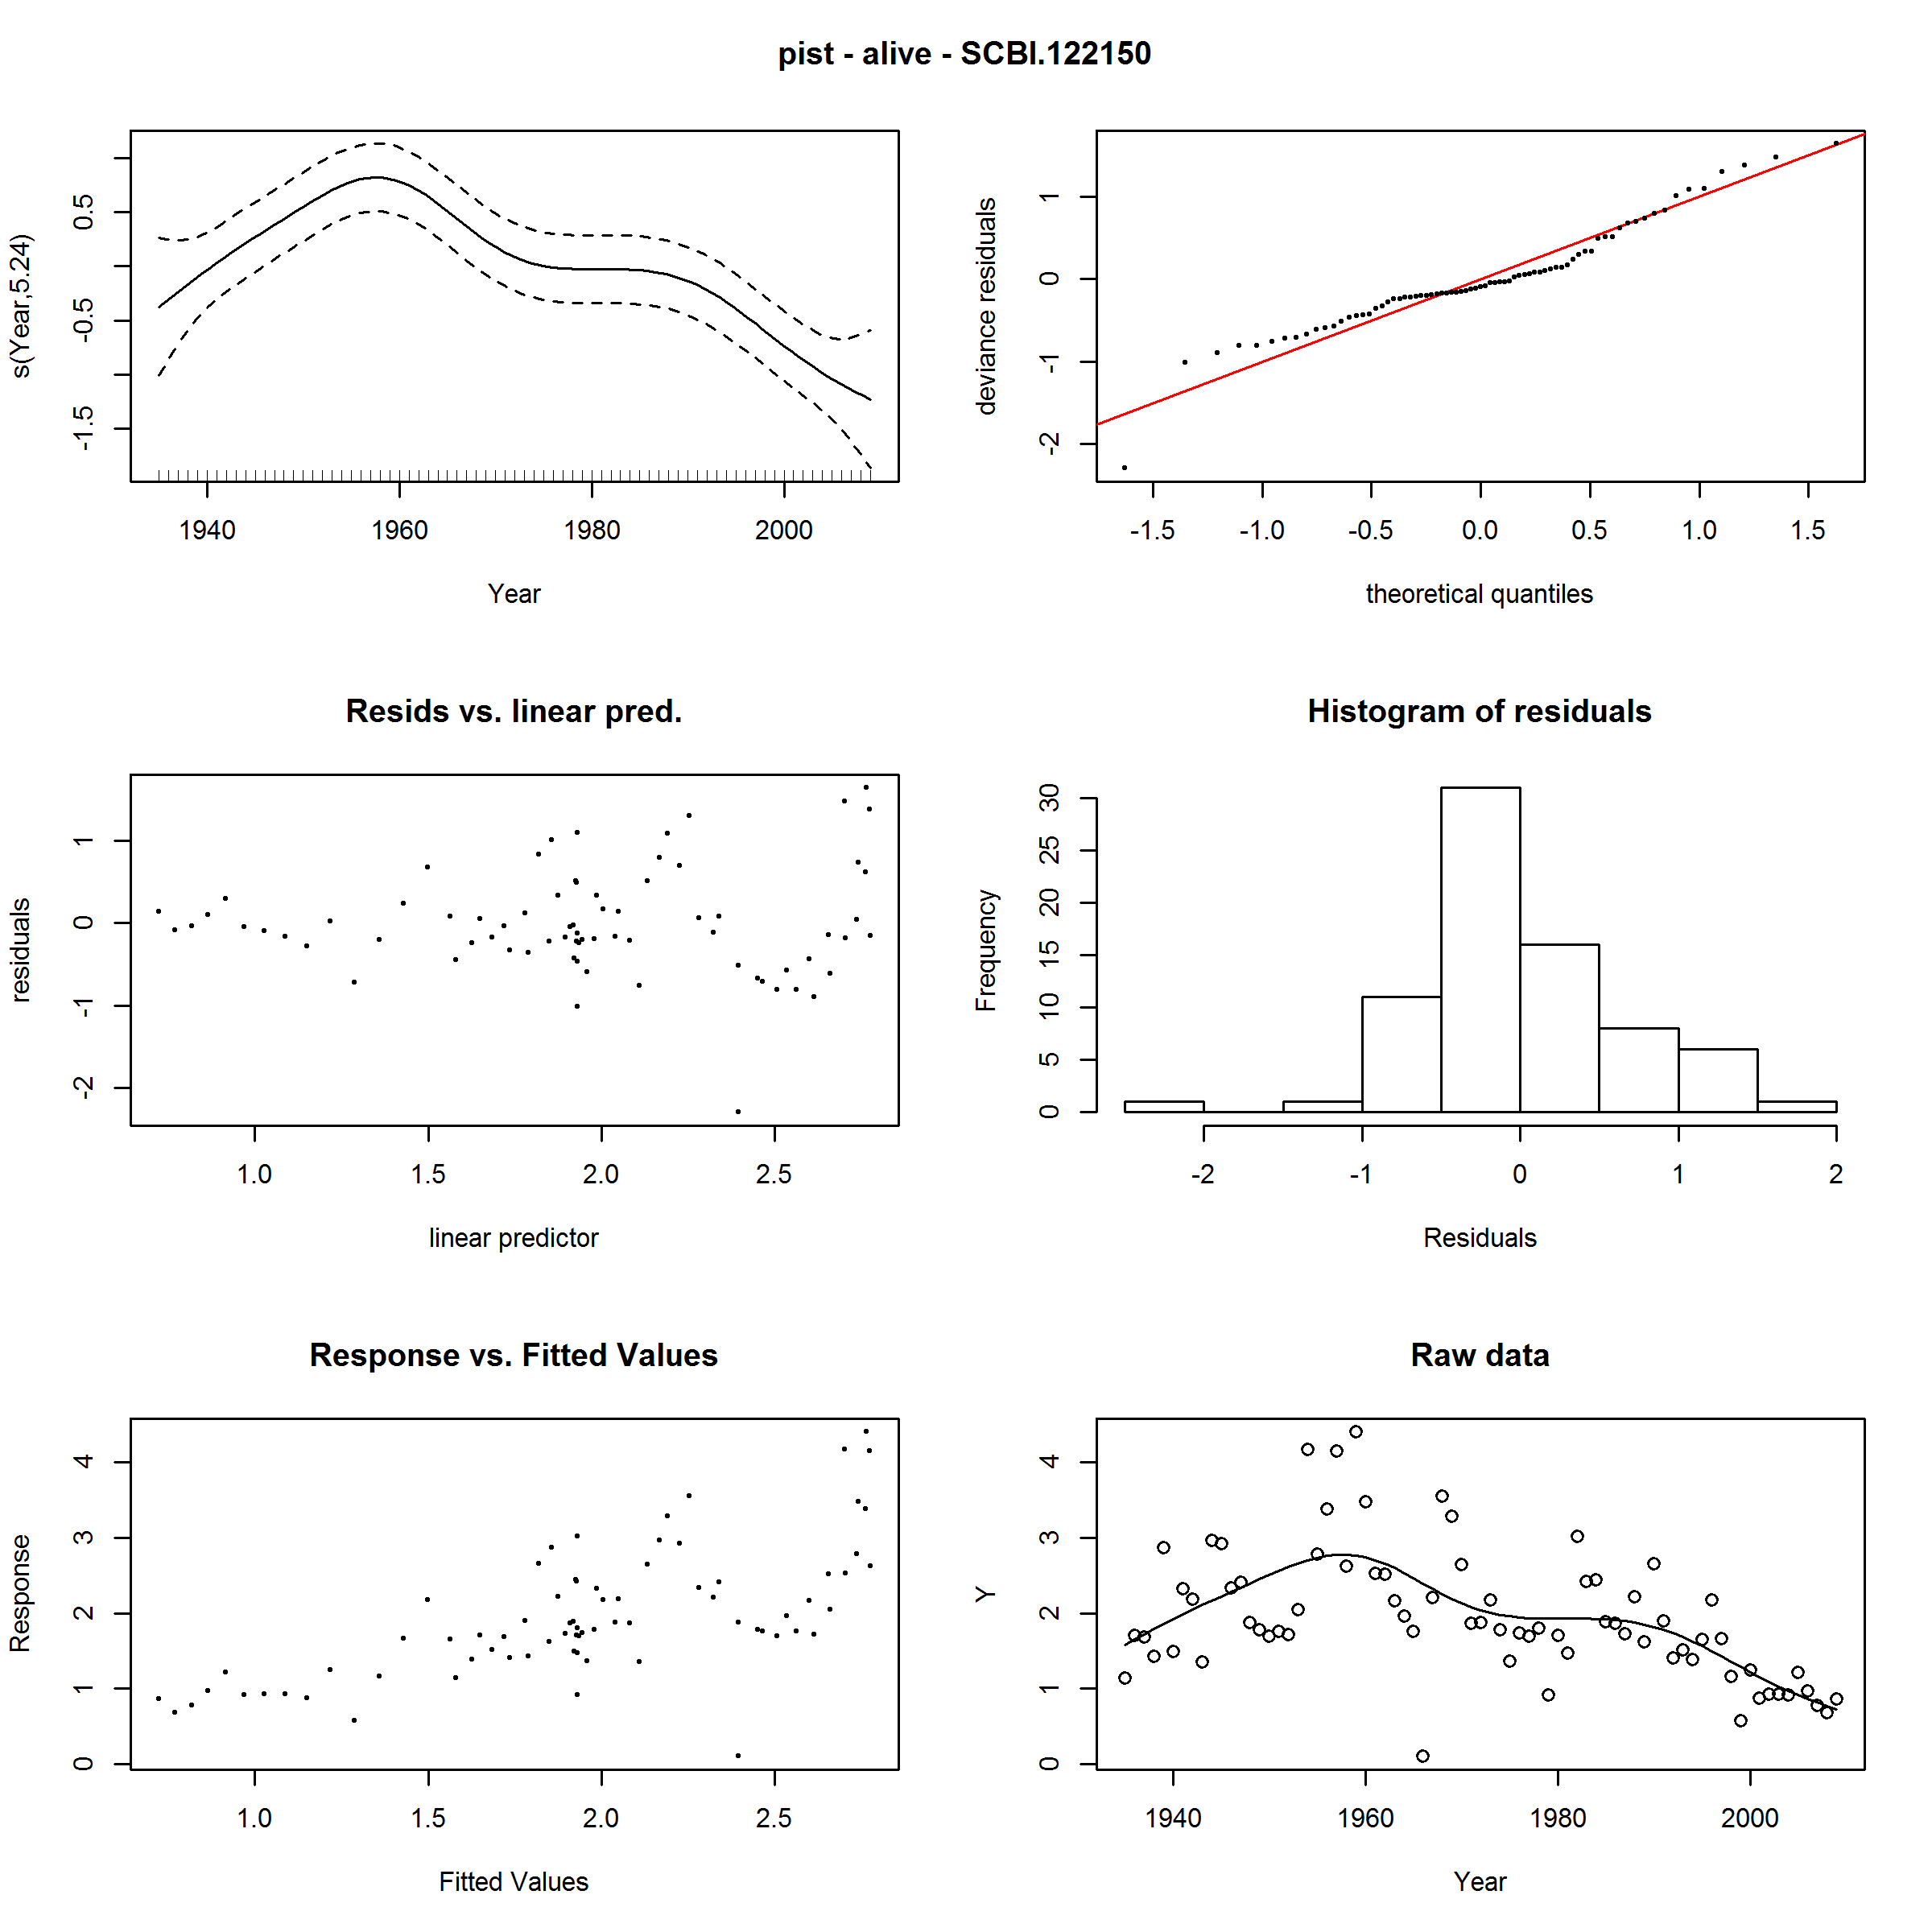 pist - alive - SCBI.122150
s(Year,5.24)
-1.5 -0.5 0.5
1940 1960 1980 2000
Year
deviance residuals
-2 -1 0 1
-1.5 -1.0 -0.5 0.0 0.5 1.0 1.5
theoretical quantiles
Resids vs. linear pred.
residuals
-2 -1 0 1
1.0 1.5 2.0 2.5
linear predictor
Histogram of residuals
Frequency
0 5 10 15 20 25 30
-2 -1 0 1 2
Residuals
Response vs. Fitted Values
Response
0 1 2 3 4
1.0 1.5 2.0 2.5
Fitted Values
Raw data
Y
0 1 2 3 4
1940 1960 1980 2000
Year